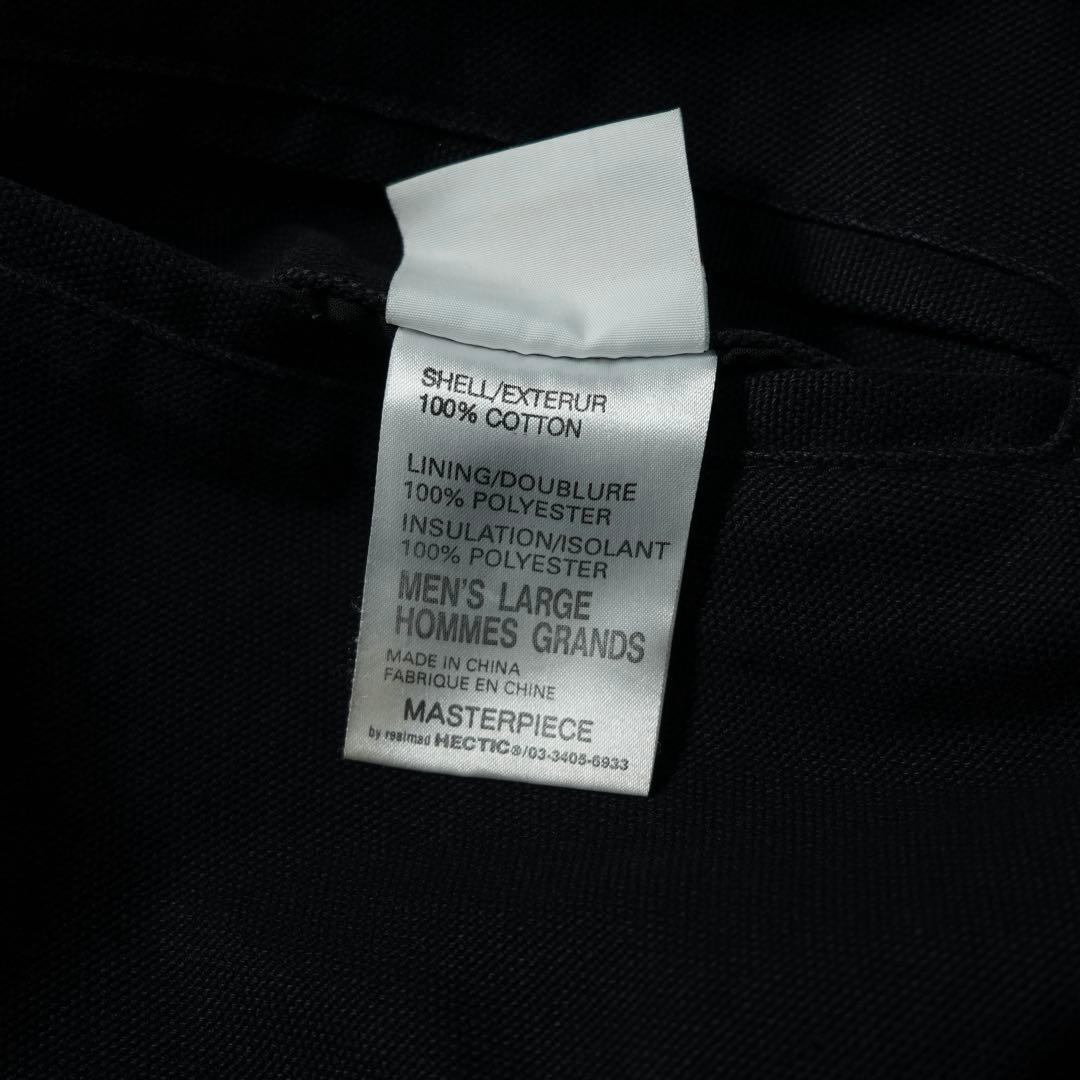 SHELL/EXTERUR
100% COTTON
LINING/DOUBLURE
100% POLYESTER
INSULATION/ISOLANT
100% POLYESTER
MEN'S LARGE
HOMMES GRANDS
MADE IN CHINA
FABRIQUE EN CHINE
MASTERPIECE
by realmad HECTIC®/03-3405-6933